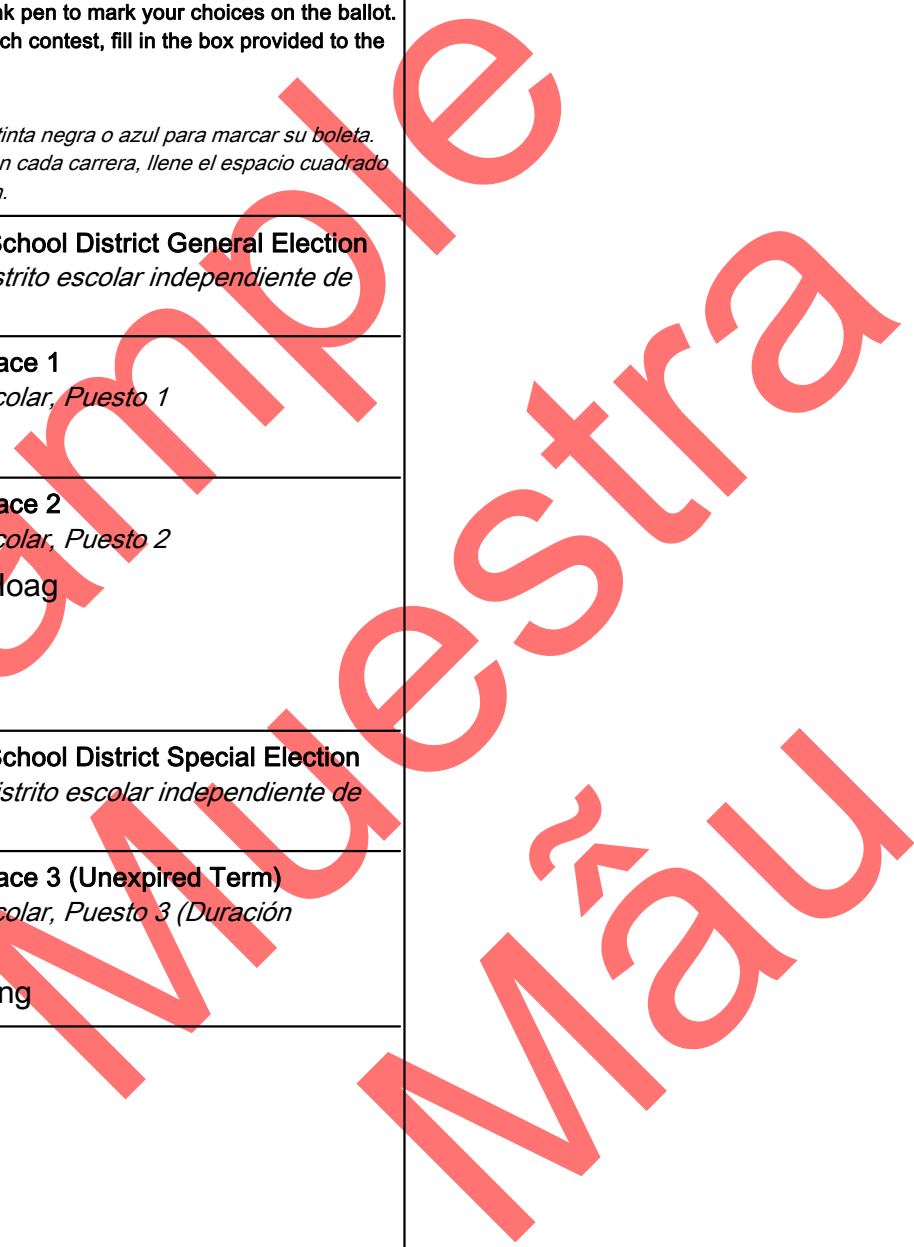 nk pen to mark your choices on the ballot.
ch contest, fill in the box provided to the
tinta negra o azul para marcar su boleta.
n cada carrera, llene el espacio cuadrado
n.
School District General Election
strito escolar independiente de
ace 1
colar, Puesto 1
ace 2
colar, Puesto 2
Hoag
School District Special Election
istrito escolar independiente de
ace 3 (Unexpired Term)
colar, Puesto 3 (Duración
ng
ample
Muestra
Mẫu